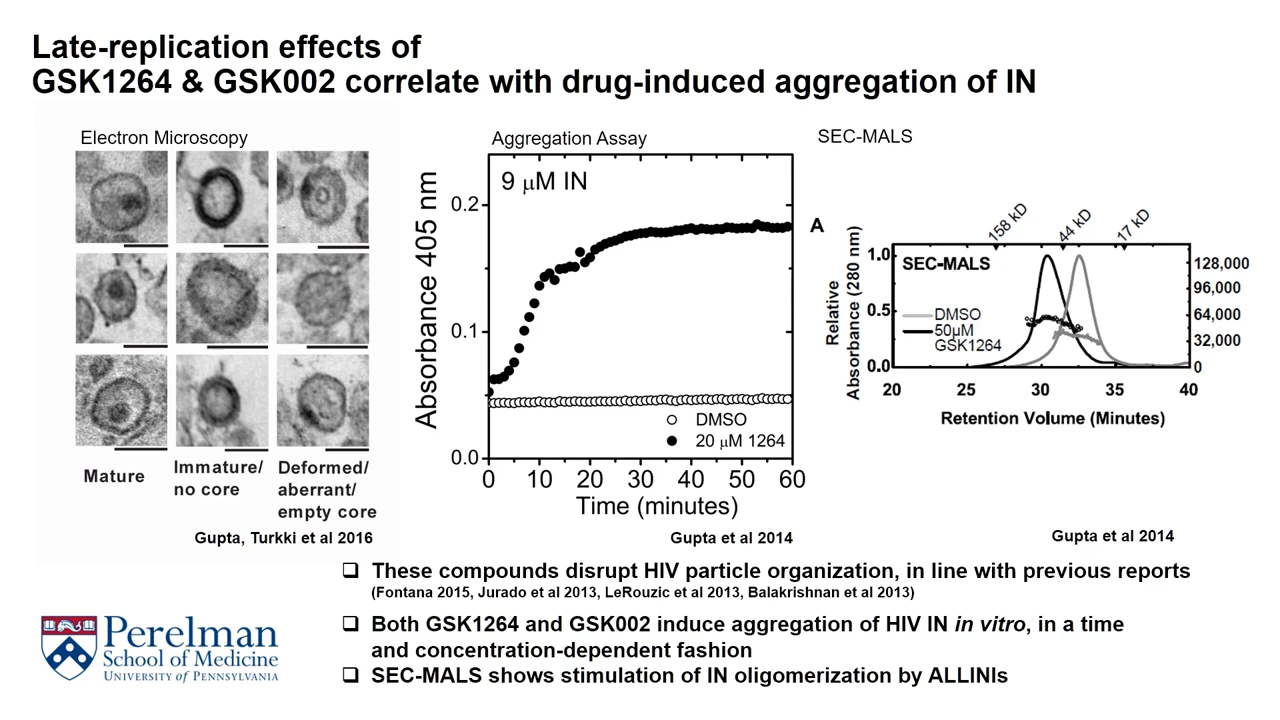 Late-replication effects of
GSK1264 & GSK002 correlate with drug-induced aggregation of IN
Electron Microscopy
Mature
Immature/
no core
Deformed/
aberrant/
empty core
Gupta, Turkki et al 2016
Aggregation Assay
9 μM IN
Absorbance 405 nm
0.2
0.1
0.0
DMSO
20 μM 1264
0 10 20 30 40 50 60
Time (minutes)
Gupta et al 2014
SEC-MALS
A
158 kD
44 kD
17 kD
Relative
Absorbance (280 nm)
1.0
0.5
0.0
SEC-MALS
DMSO
50μM
GSK1264
128,000
96,000
64,000
32,000
0
20 25 30 35 40
Retention Volume (Minutes)
Gupta et al 2014
❑ These compounds disrupt HIV particle organization, in line with previous reports
(Fontana 2015, Jurado et al 2013, LeRouzic et al 2013, Balakrishnan et al 2013)
❑ Both GSK1264 and GSK002 induce aggregation of HIV IN in vitro, in a time
and concentration-dependent fashion
❑ SEC-MALS shows stimulation of IN oligomerization by ALLINIs
Perelman
School of Medicine
University of Pennsylvania